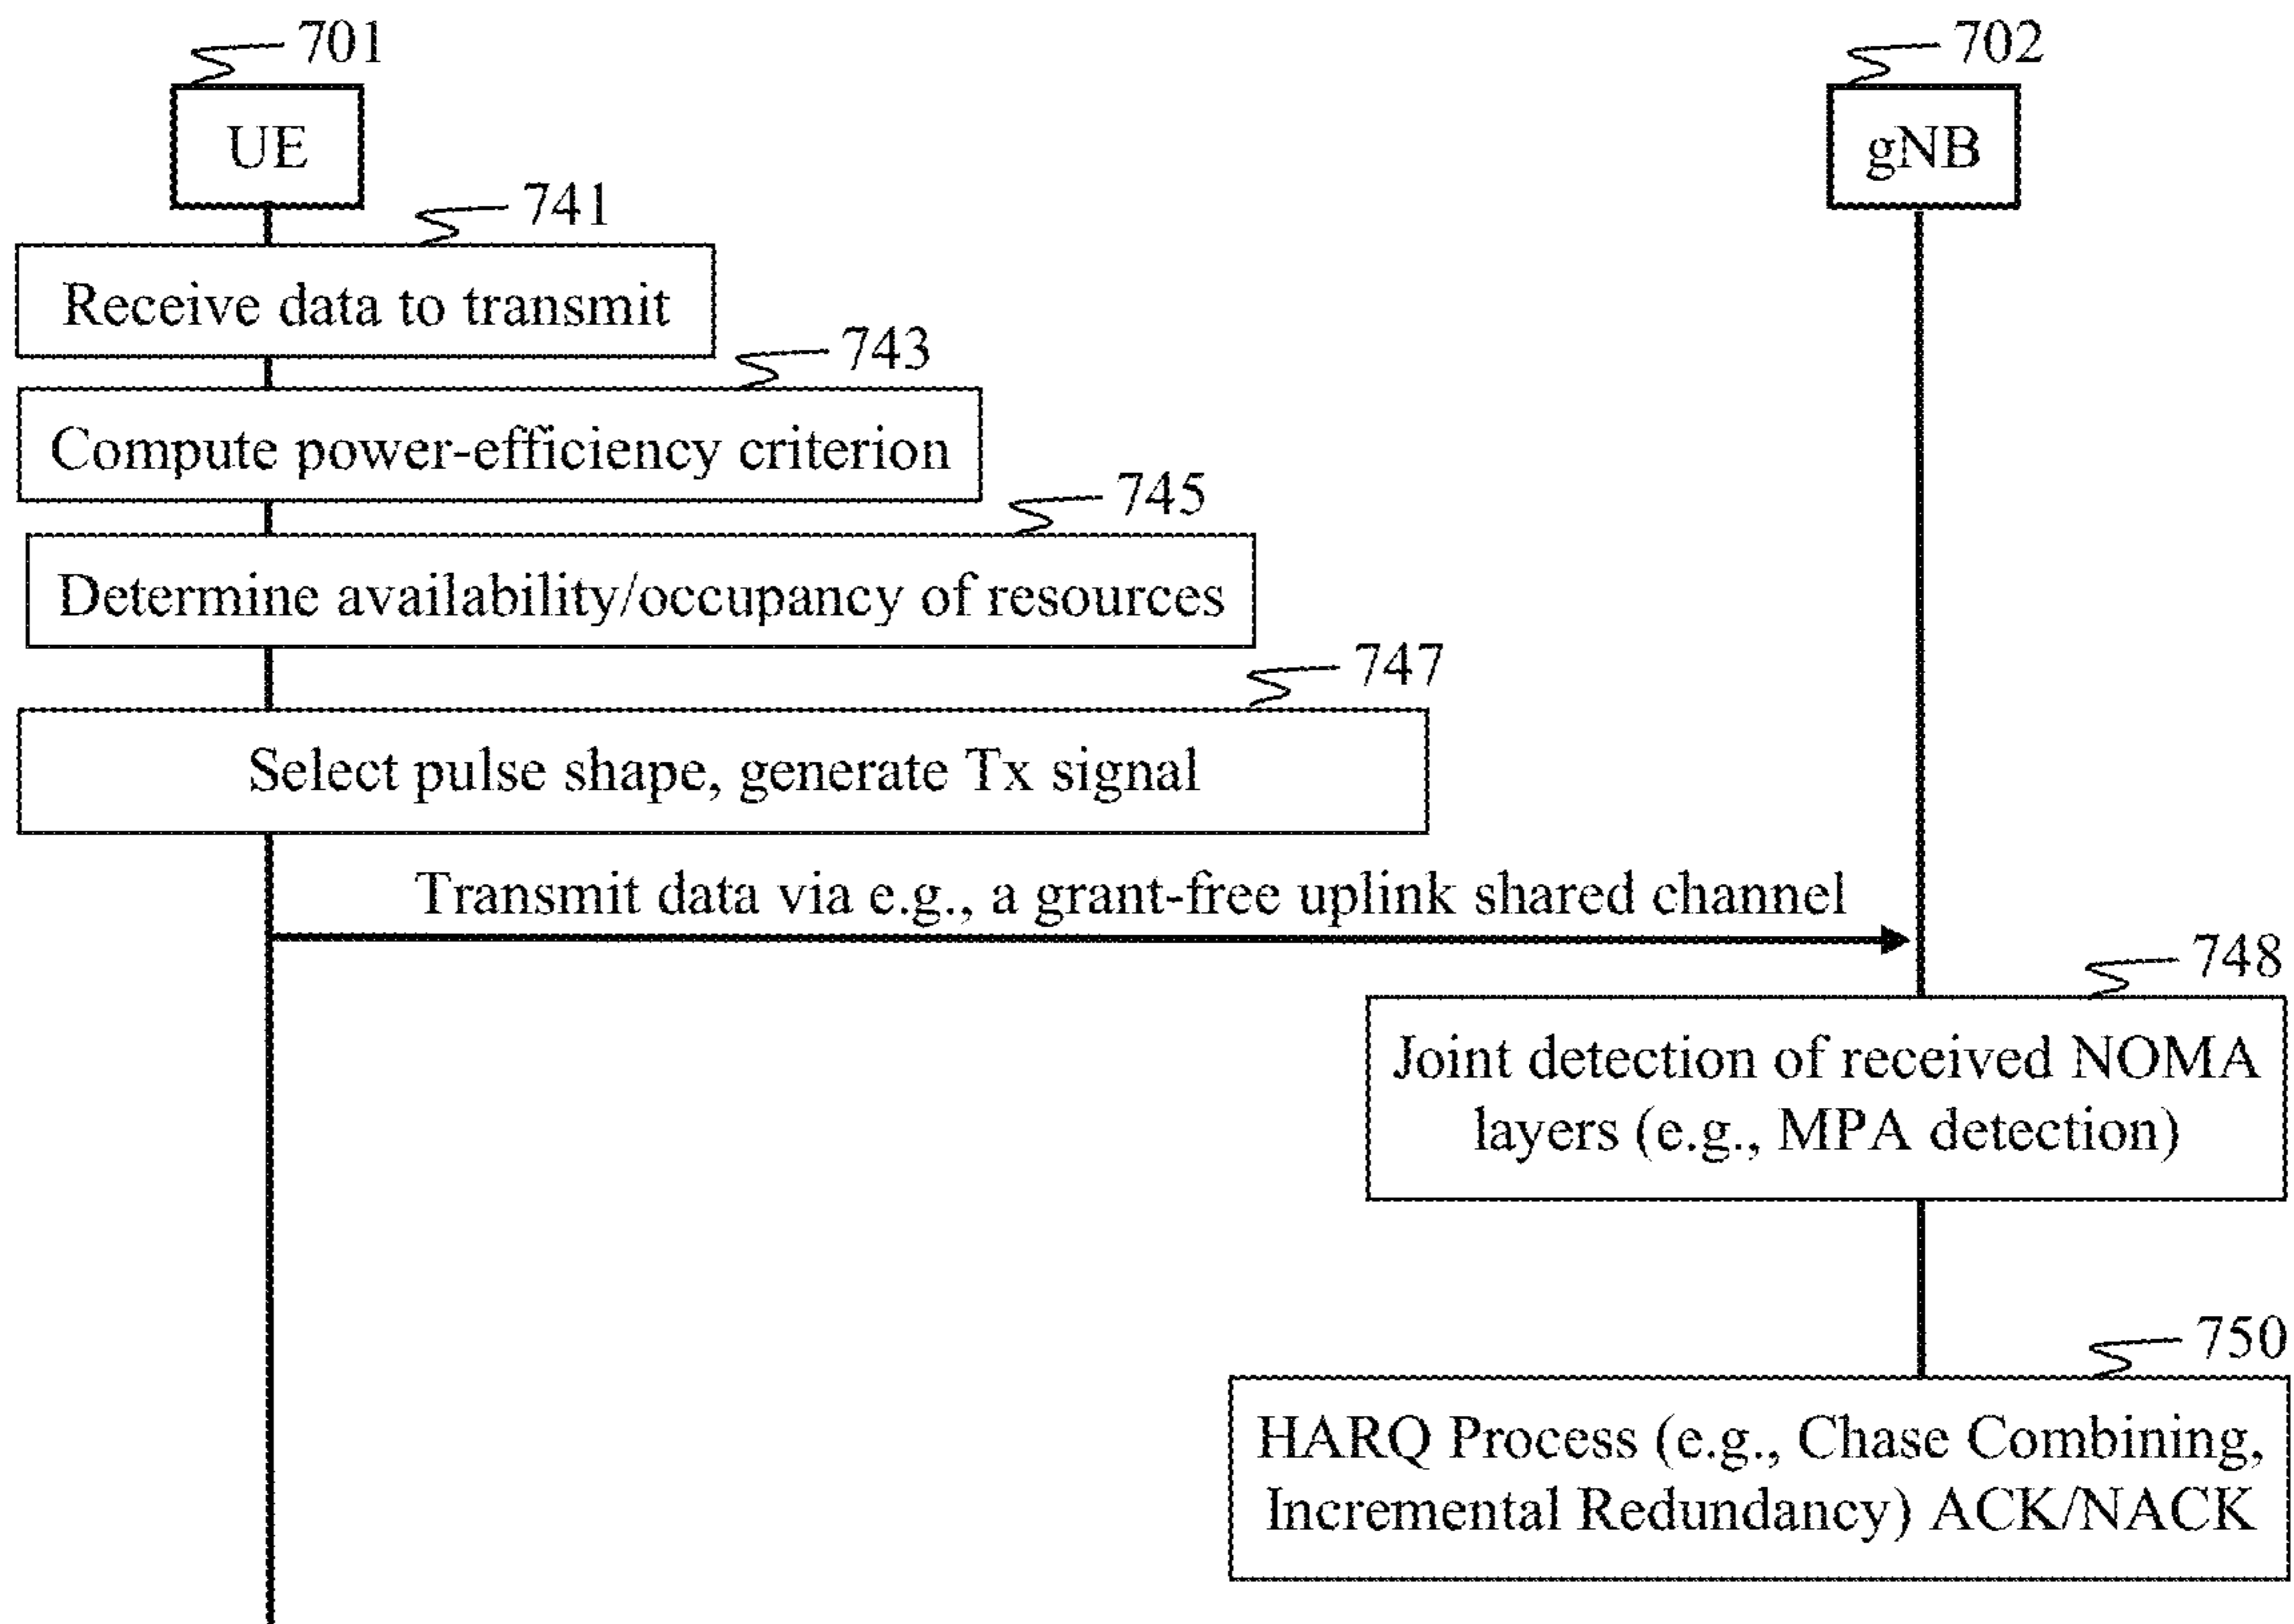 701
702
UE
gNB
741
Receive data to transmit
743
Compute power-efficiency criterion
745
Determine availability/occupancy of resources
747
Select pulse shape, generate Tx signal
Transmit data via e.g., a grant-free uplink shared channel
748
Joint detection of received NOMA
layers (e.g., MPA detection)
750
HARQ Process (e.g., Chase Combining,
Incremental Redundancy) ACK/NACK